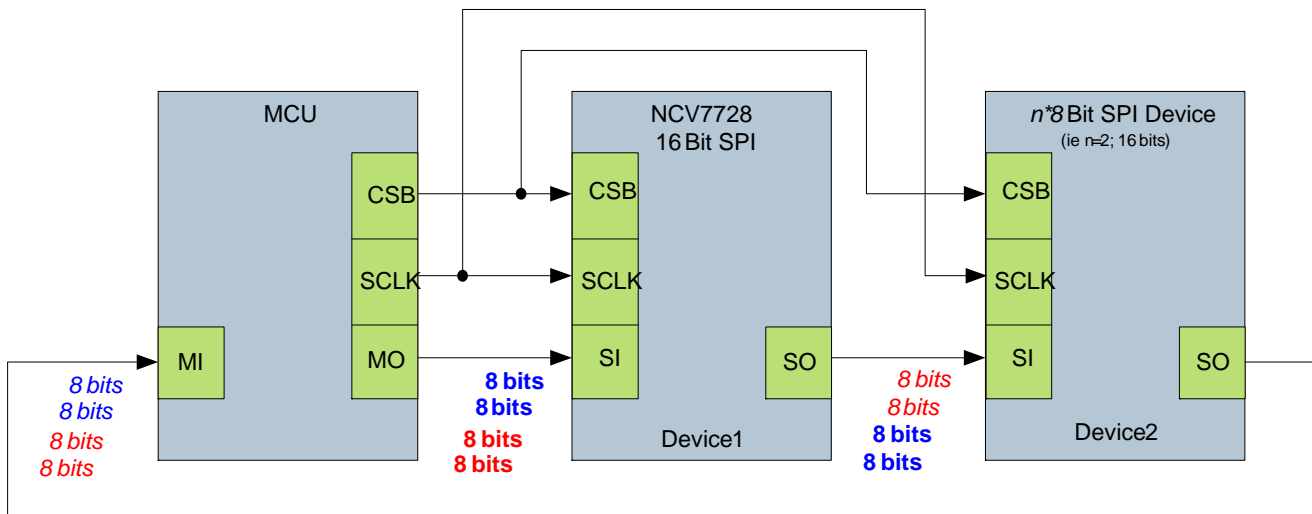 MCU
CSB
SCLK
MI
MO
8 bits
8 bits
8 bits
8 bits
8 bits
8 bits
8 bits
8 bits
NCV7728
16 Bit SPI
CSB
SCLK
SI
SO
Device1
8 bits
8 bits
8 bits
8 bits
n*8 Bit SPI Device
(ie n=2; 16 bits)
CSB
SCLK
SI
SO
Device2